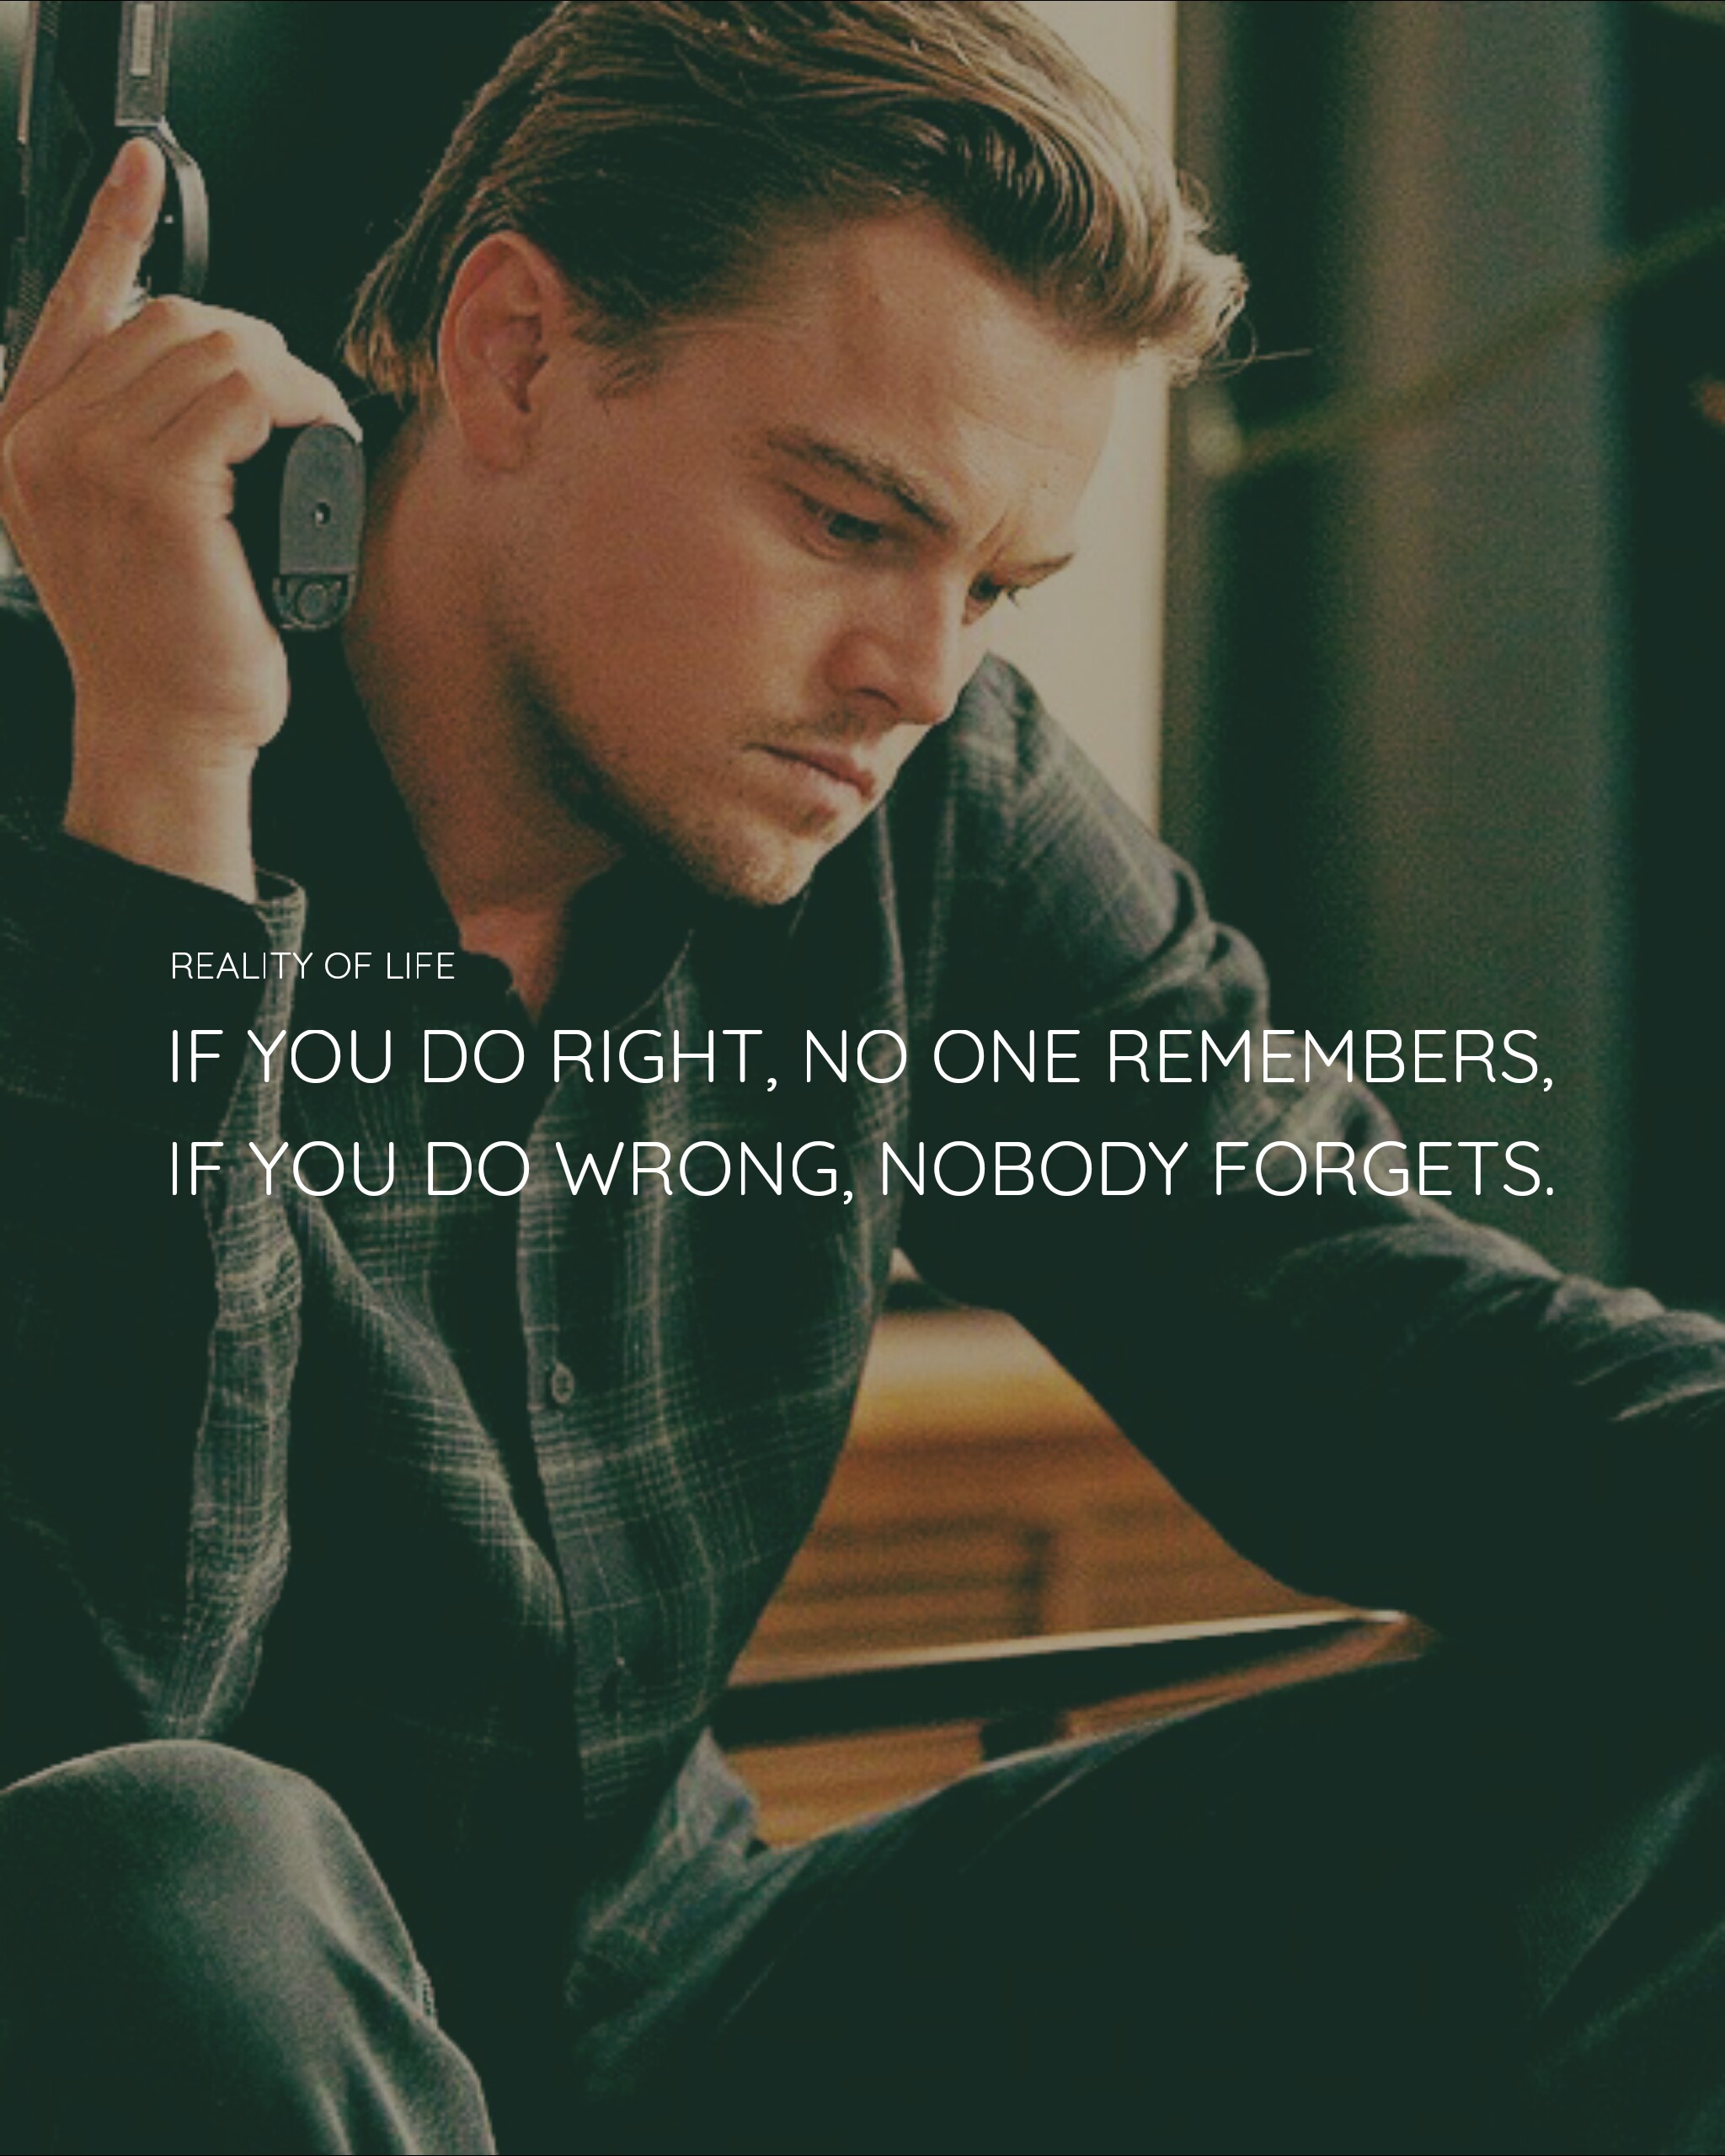 REALITY OF LIFE
IF YOU DO RIGHT, NO ONE REMEMBERS,
IF YOU DO WRONG, NOBODY FORGETS.